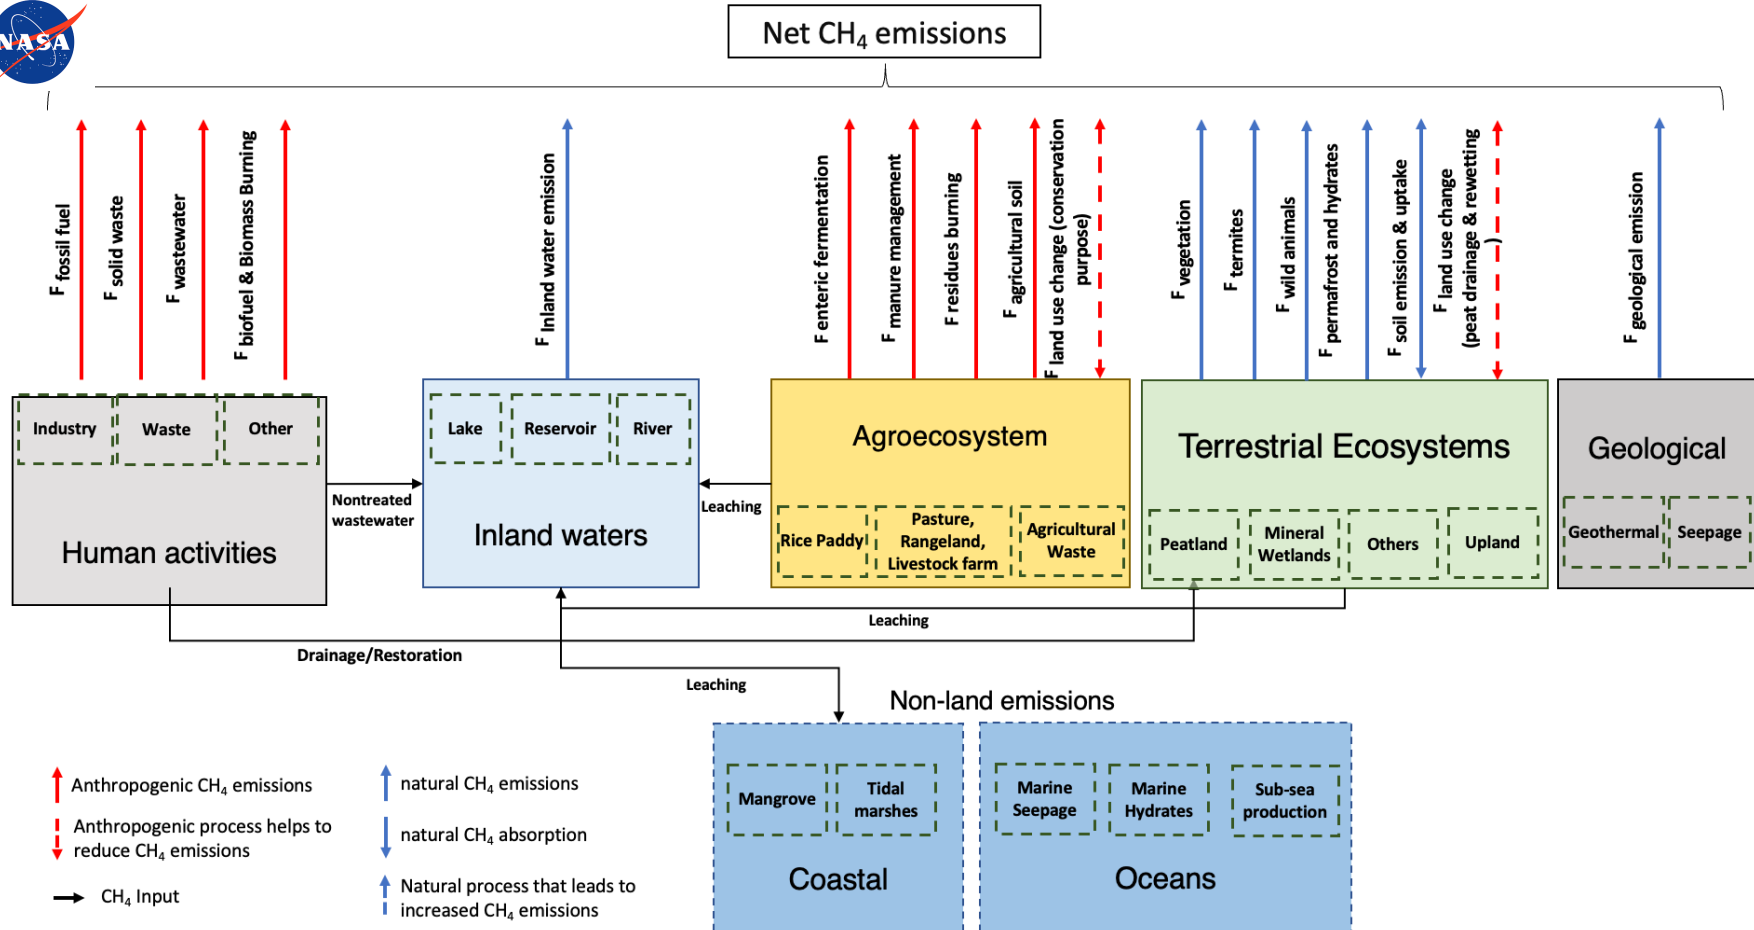 NASA
Net CH₄ emissions
F fossil fuel
F solid waste
F wastewater
F biofuel & Biomass Burning
F Inland water emission
F enteric fermentation
F manure management
F residues burning
F agricultural soil
F land use change (conservation
purpose)
F vegetation
F termites
F wild animals
F permafrost and hydrates
F soil emission & uptake
F land use change
(peat drainage & rewetting
)
F geological emission
Industry
Waste
Other
Human activities
Nontreated
wastewater
Lake
Reservoir
River
Inland waters
Leaching
Agroecosystem
Rice Paddy
Pasture,
Rangeland,
Livestock farm
Agricultural
Waste
Terrestrial Ecosystems
Peatland
Mineral
Wetlands
Others
Upland
Geological
Geothermal
Seepage
Leaching
Drainage/Restoration
Leaching
Non-land emissions
Mangrove
Tidal
marshes
Coastal
Marine
Seepage
Marine
Hydrates
Sub-sea
production
Oceans
Anthropogenic CH₄ emissions
Anthropogenic process helps to
reduce CH₄ emissions
CH₄ Input
natural CH₄ emissions
natural CH₄ absorption
Natural process that leads to
increased CH₄ emissions